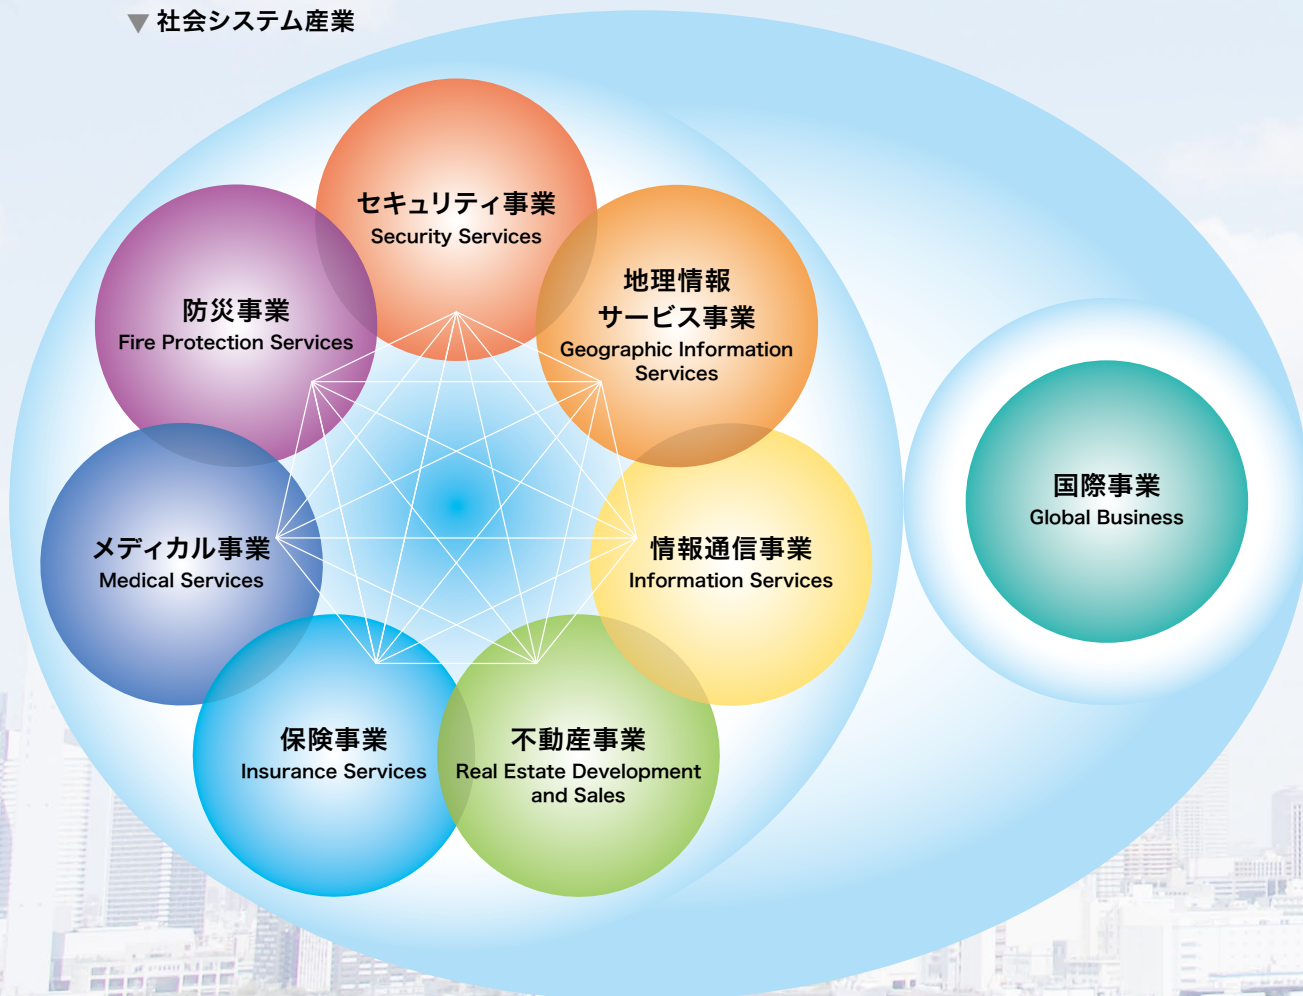 ▼ 社会システム産業
セキュリティ事業
Security Services
防災事業
Fire Protection Services
地理情報
サービス事業
Geographic Information
Services
メディカル事業
Medical Services
情報通信事業
Information Services
国際事業
Global Business
保険事業
Insurance Services
不動産事業
Real Estate Development
and Sales